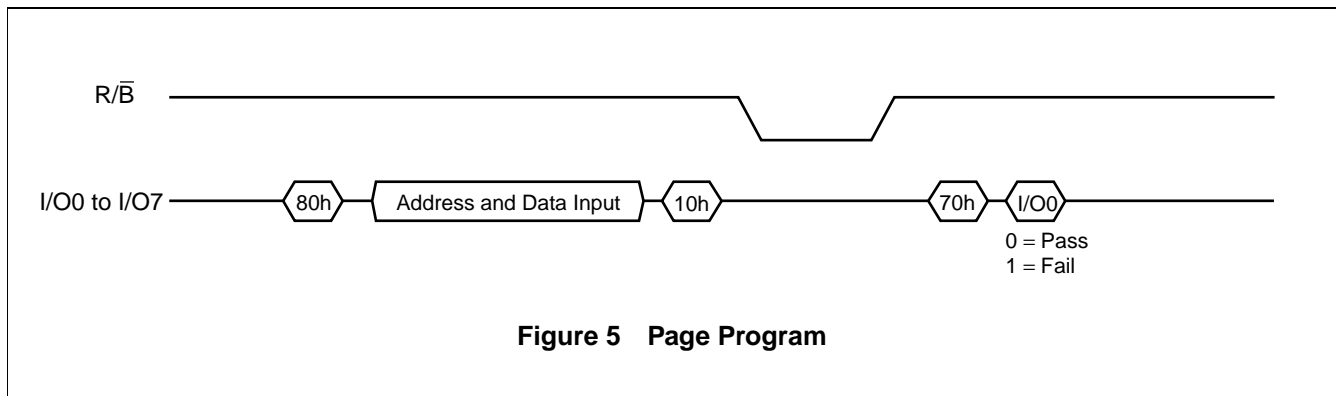 R/B̅
I/O0 to I/O7
80h
Address and Data Input
10h
70h
I/O0
0 = Pass
1 = Fail
Figure 5 Page Program